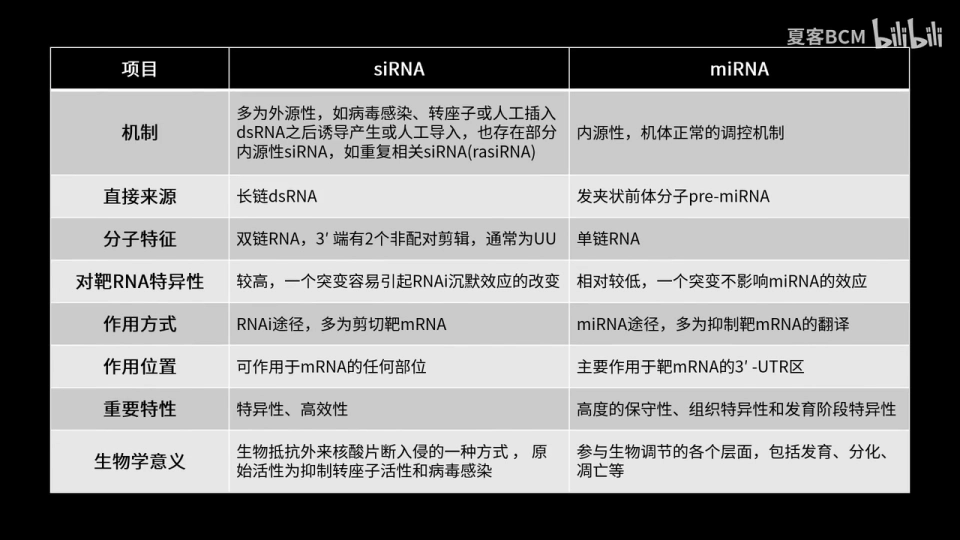 夏客BCM bilibili
项目 siRNA miRNA
机制
多为外源性，如病毒感染、转座子或人工插入
dsRNA之后诱导产生或人工导入，也存在部分
内源性siRNA，如重复相关siRNA(rasiRNA)
内源性，机体正常的调控机制
直接来源 长链dsRNA 发夹状前体分子pre-miRNA
分子特征 双链RNA，3′ 端有2个非配对剪辑，通常为UU 单链RNA
对靶RNA特异性 较高，一个突变容易引起RNAi沉默效应的改变 相对较低，一个突变不影响miRNA的效应
作用方式 RNAi途径，多为剪切靶mRNA miRNA途径，多为抑制靶mRNA的翻译
作用位置 可作用于mRNA的任何部位 主要作用于靶mRNA的3′ -UTR区
重要特性 特异性、高效性 高度的保守性、组织特异性和发育阶段特异性
生物学意义
生物抵抗外来核酸片断入侵的一种方式 ， 原
始活性为抑制转座子活性和病毒感染
参与生物调节的各个层面，包括发育、分化、
凋亡等